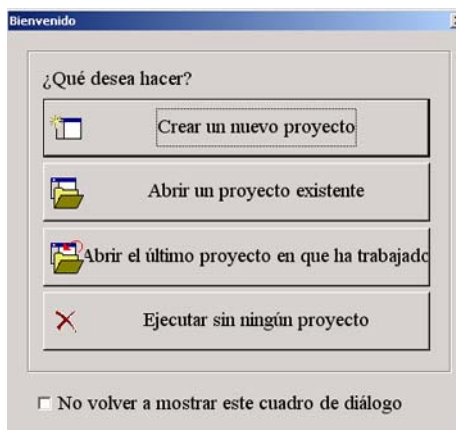 Bienvenido
¿Qué desea hacer?
Crear un nuevo proyecto
Abrir un proyecto existente
Abrir el último proyecto en que ha trabajado
Ejecutar sin ningún proyecto
No volver a mostrar este cuadro de diálogo